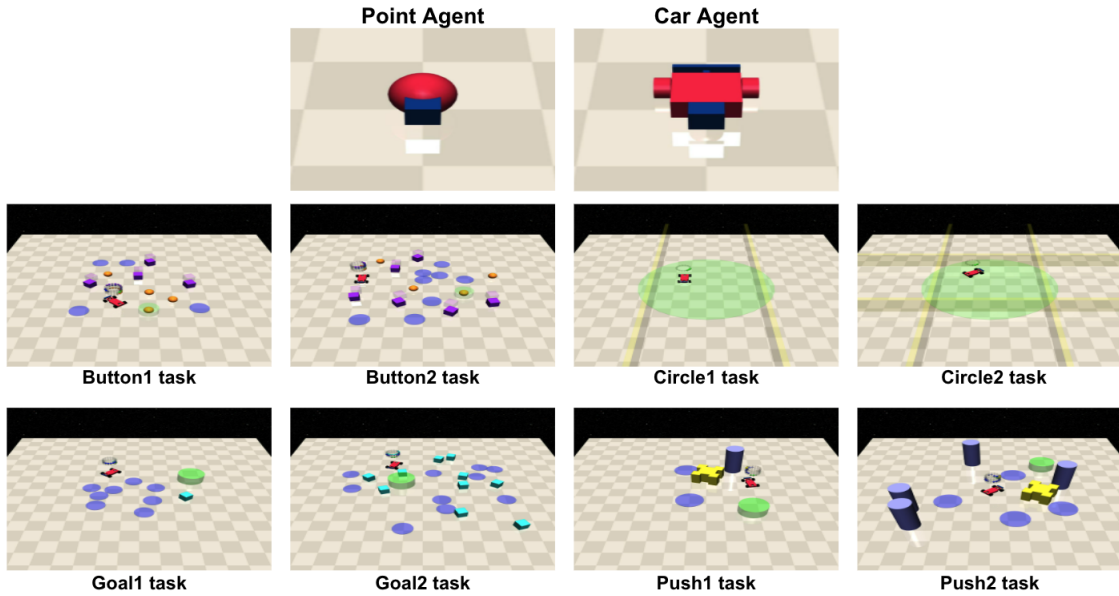 Point Agent
Car Agent
Button1 task
Button2 task
Circle1 task
Circle2 task
Goal1 task
Goal2 task
Push1 task
Push2 task